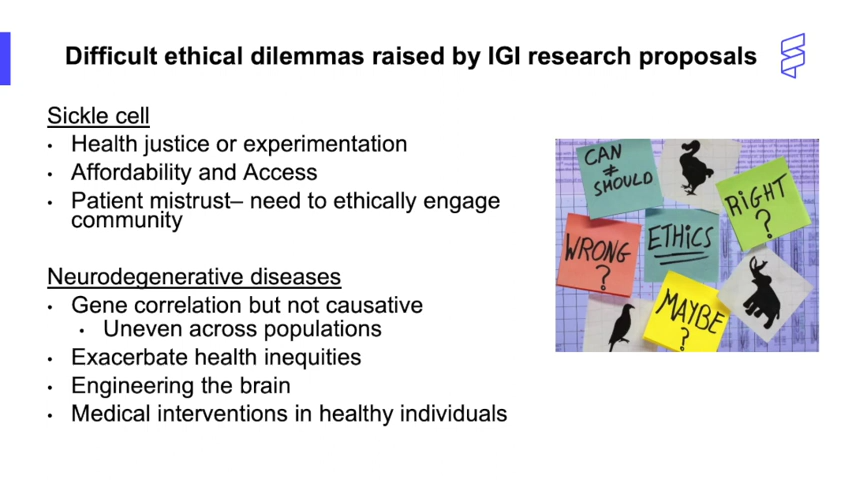 Difficult ethical dilemmas raised by IGI research proposals
Sickle cell
• Health justice or experimentation
• Affordability and Access
• Patient mistrust– need to ethically engage
community
Neurodegenerative diseases
• Gene correlation but not causative
• Uneven across populations
• Exacerbate health inequities
• Engineering the brain
• Medical interventions in healthy individuals
CAN
≠
SHOULD
RiGHT
?
WRONG
?
ETHiCS
MAYBE
?